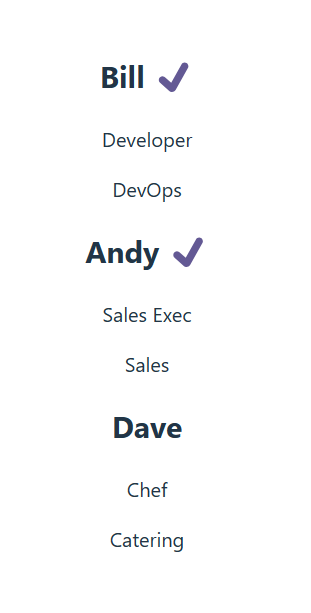 Bill
Developer
DevOps
Andy
Sales Exec
Sales
Dave
Chef
Catering